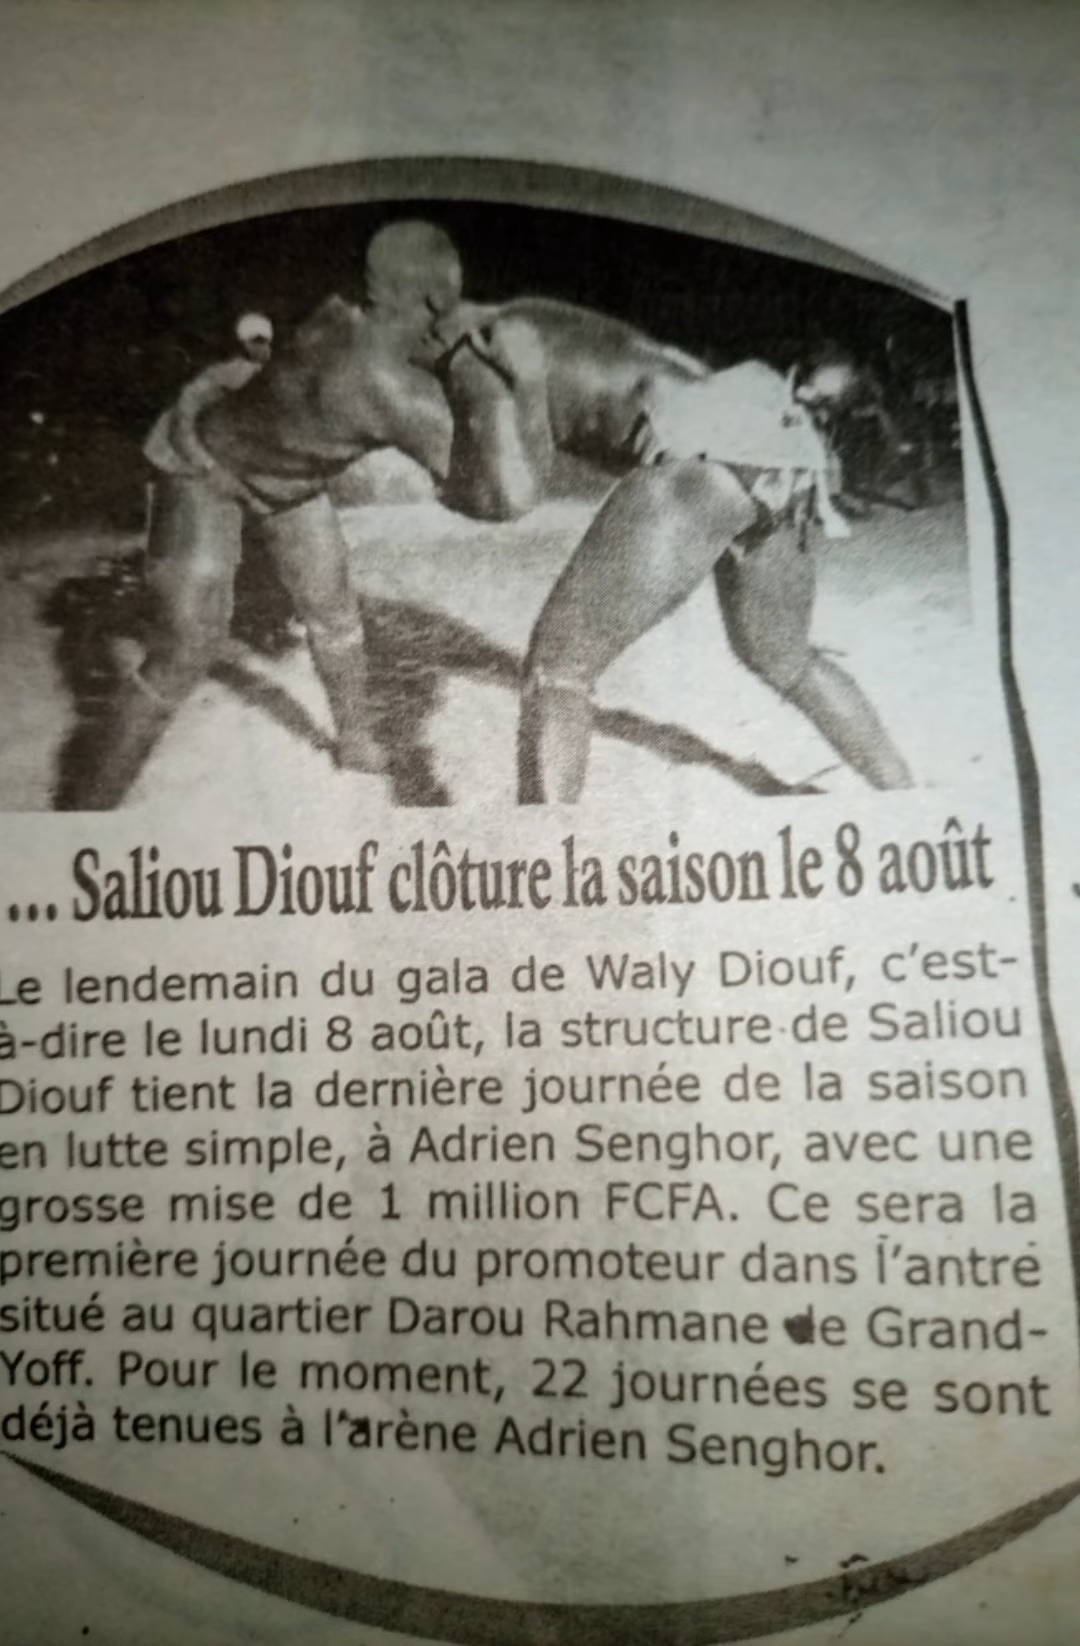 ... Saliou Diouf clôture la saison le 8 août
Le lendemain du gala de Waly Diouf, c'est-
à-dire le lundi 8 août, la structure de Saliou
Diouf tient la dernière journée de la saison
en lutte simple, à Adrien Senghor, avec une
grosse mise de 1 million FCFA. Ce sera la
première journée du promoteur dans l'antre
situé au quartier Darou Rahmane de Grand-
Yoff. Pour le moment, 22 journées se sont
déjà tenues à l'arène Adrien Senghor.